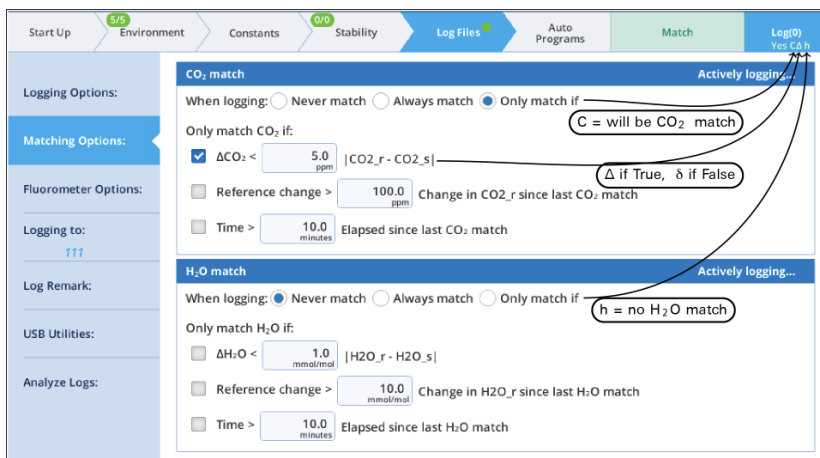 5/5
0/0
Start Up
Environment
Constants
Stability
Log Files
Auto
Programs
Match
Log(0)
Yes CΔ h
Logging Options:
Matching Options:
Fluorometer Options:
Logging to:
111
Log Remark:
USB Utilities:
Analyze Logs:
CO₂ match Actively logging...
When logging: Never match Always match Only match if
C = will be CO₂ match
Only match CO₂ if:
ΔCO₂ < 5.0 ppm |CO2_r - CO2_s|
Δ if True, δ if False
Reference change > 100.0 ppm Change in CO2_r since last CO₂ match
Time > 10.0 minutes Elapsed since last CO₂ match
H₂O match Actively logging...
When logging: Never match Always match Only match if
h = no H₂O match
Only match H₂O if:
ΔH₂O < 1.0 mmol/mol |H2O_r - H2O_s|
Reference change > 10.0 mmol/mol Change in H2O_r since last H₂O match
Time > 10.0 minutes Elapsed since last H₂O match